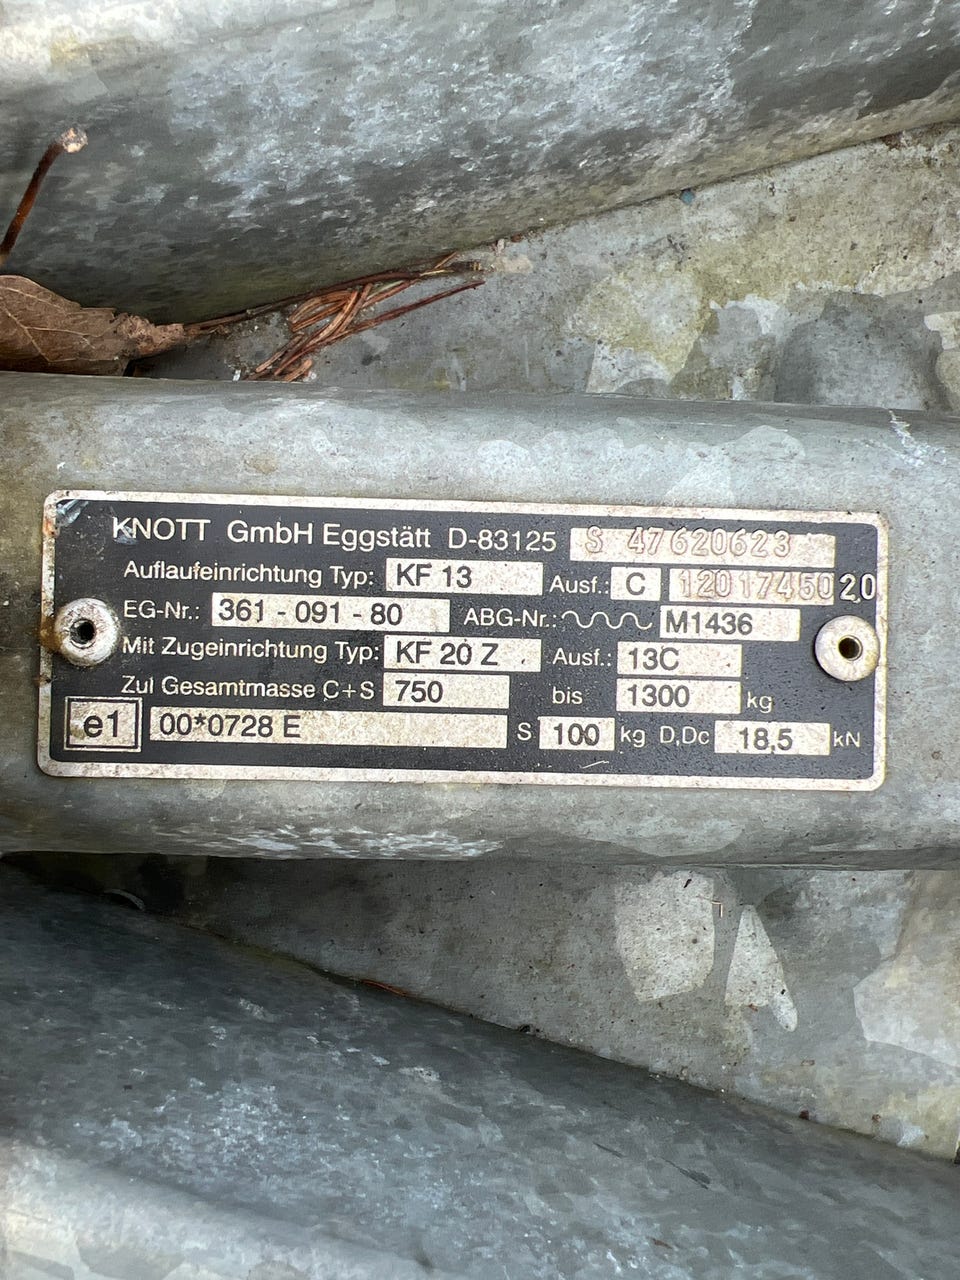 KNOTT GmbH Eggstätt D-83125 S 47620623
Auflaufeinrichtung Typ: KF 13 Ausf.: C 1201745020
EG-Nr.: 361 - 091 - 80 ABG-Nr.: M1436
Mit Zugeinrichtung Typ: KF 20 Z Ausf.: 13C
Zul Gesamtmasse C+S 750 bis 1300 kg
e1 00*0728 E S 100 kg D,Dc 18,5 kN